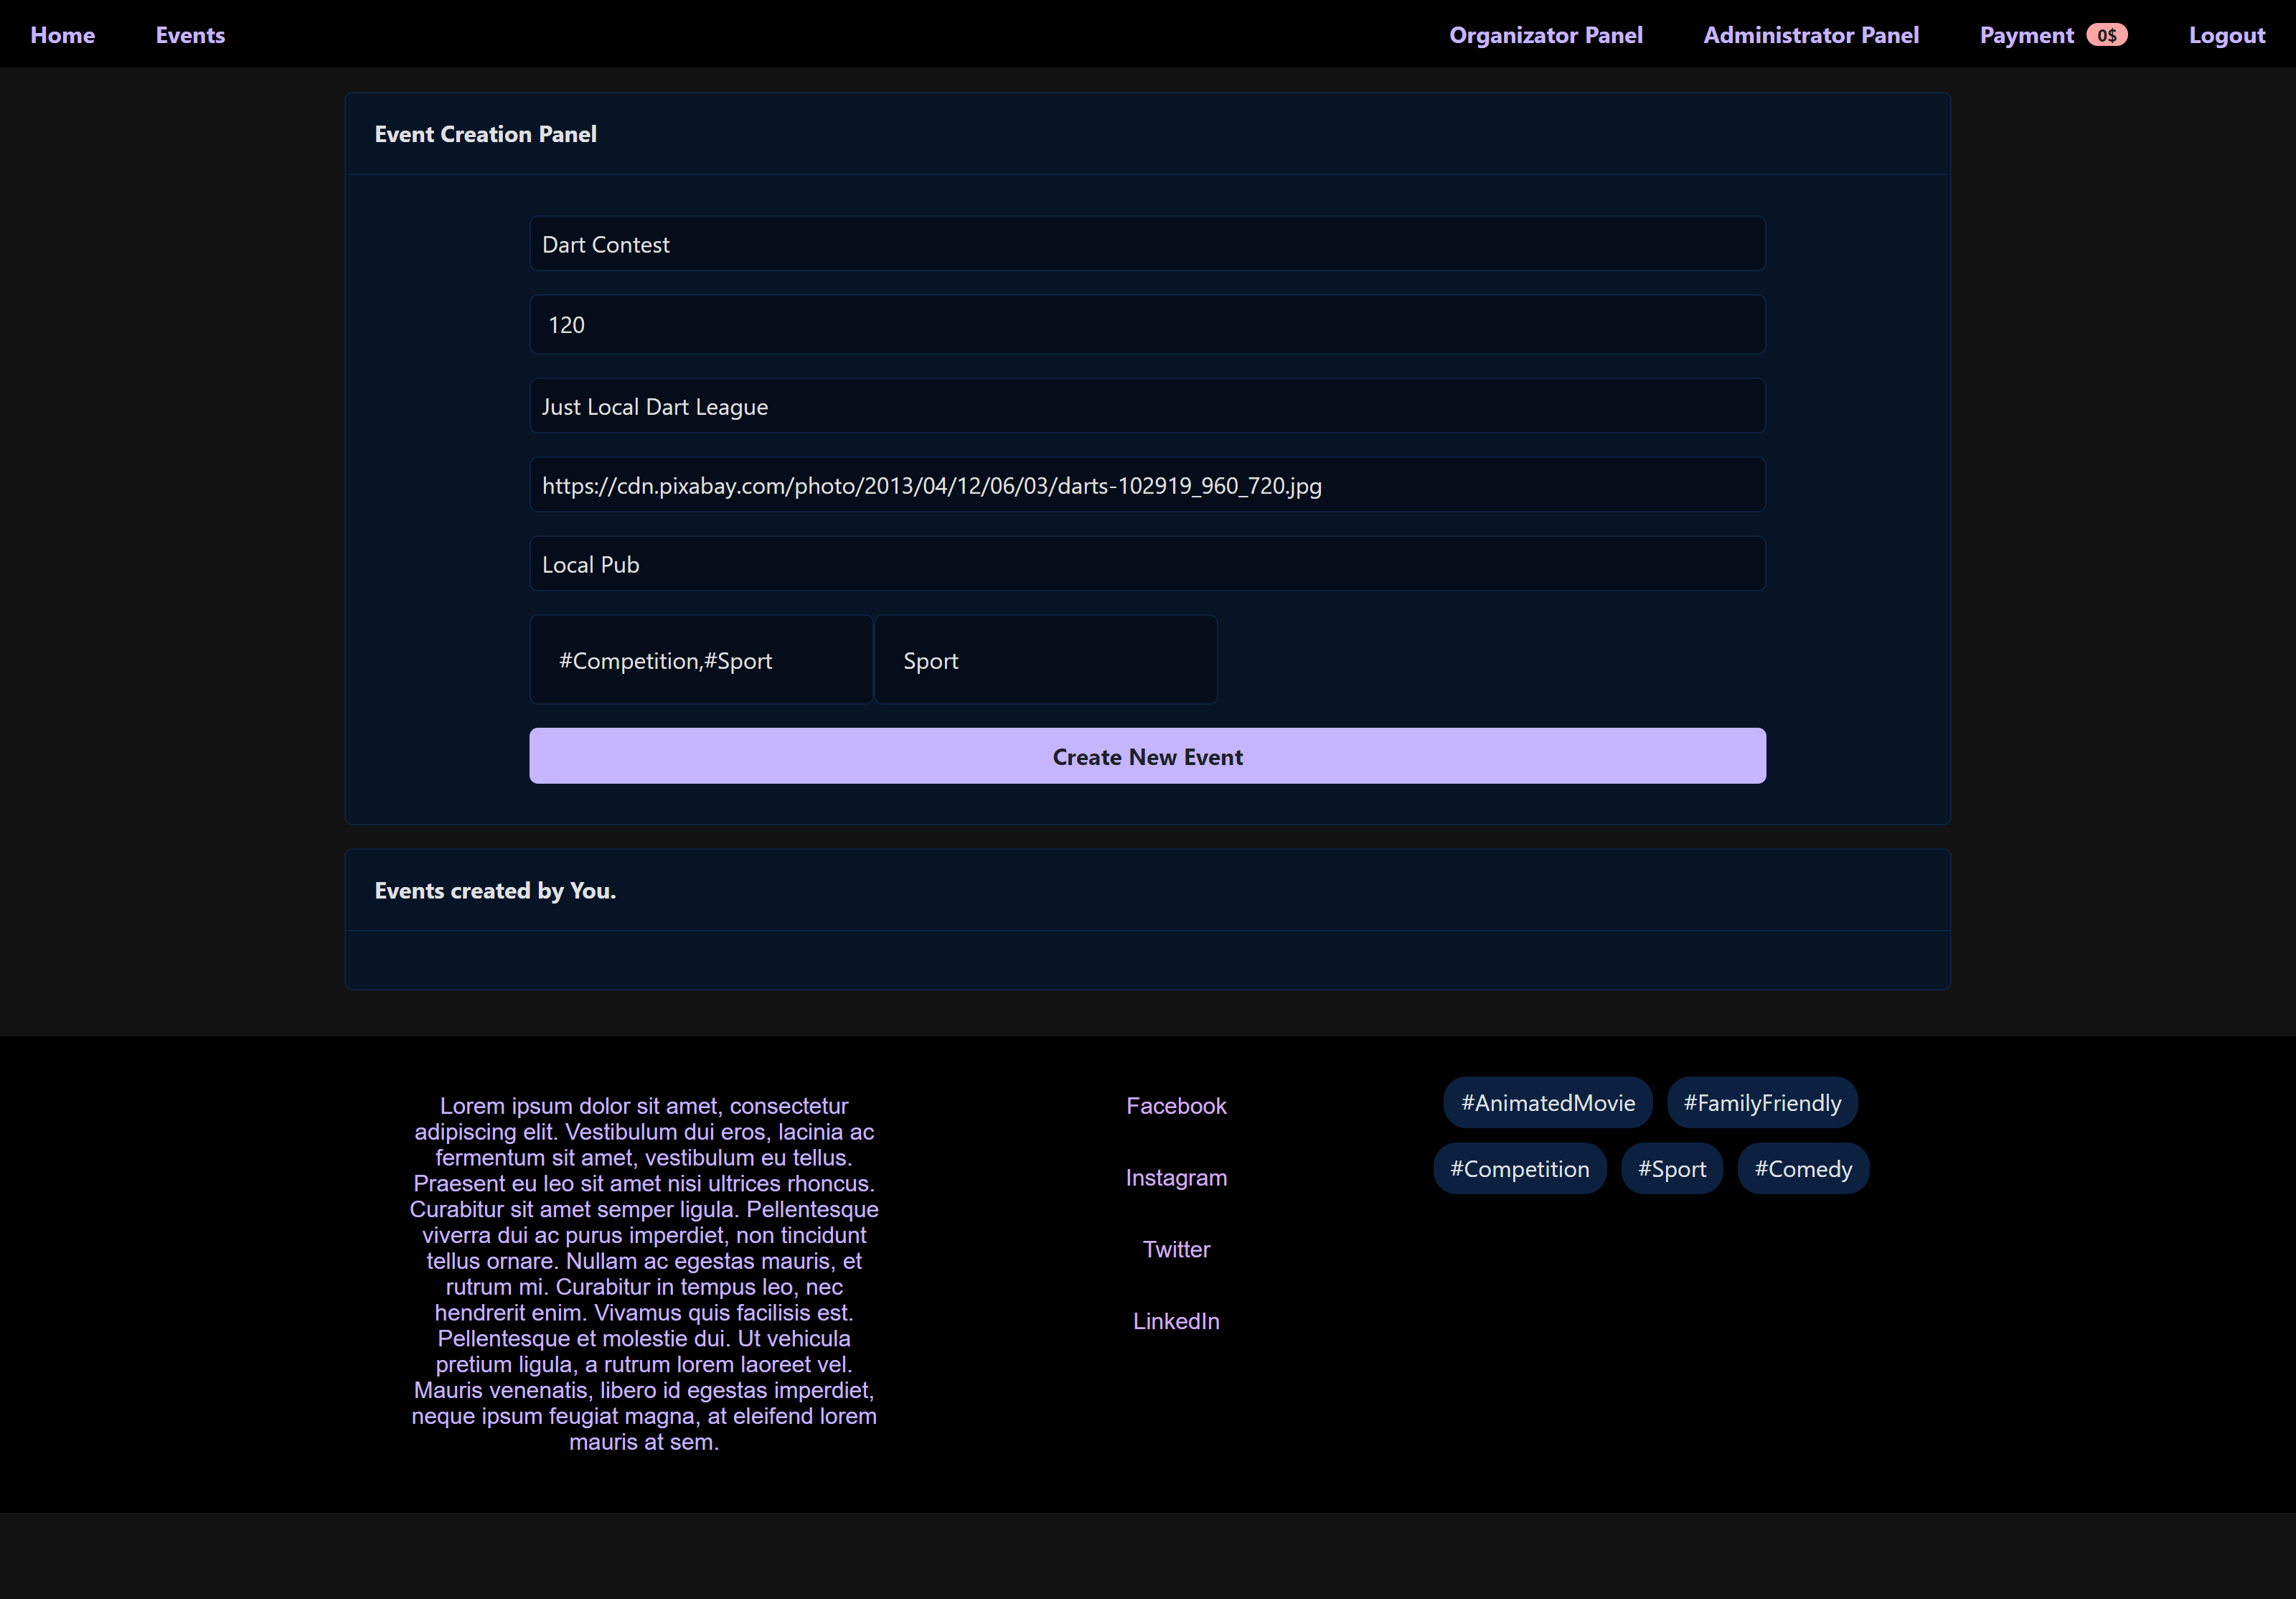 Home
Events
Organizator Panel
Administrator Panel
Payment 0$
Logout
Event Creation Panel
Dart Contest
120
Just Local Dart League
https://cdn.pixabay.com/photo/2013/04/12/06/03/darts-102919_960_720.jpg
Local Pub
#Competition,#Sport
Sport
Create New Event
Events created by You.
Lorem ipsum dolor sit amet, consectetur
adipiscing elit. Vestibulum dui eros, lacinia ac
fermentum sit amet, vestibulum eu tellus.
Praesent eu leo sit amet nisi ultrices rhoncus.
Curabitur sit amet semper ligula. Pellentesque
viverra dui ac purus imperdiet, non tincidunt
tellus ornare. Nullam ac egestas mauris, et
rutrum mi. Curabitur in tempus leo, nec
hendrerit enim. Vivamus quis facilisis est.
Pellentesque et molestie dui. Ut vehicula
pretium ligula, a rutrum lorem laoreet vel.
Mauris venenatis, libero id egestas imperdiet,
neque ipsum feugiat magna, at eleifend lorem
mauris at sem.
Facebook
Instagram
Twitter
LinkedIn
#AnimatedMovie
#FamilyFriendly
#Competition
#Sport
#Comedy